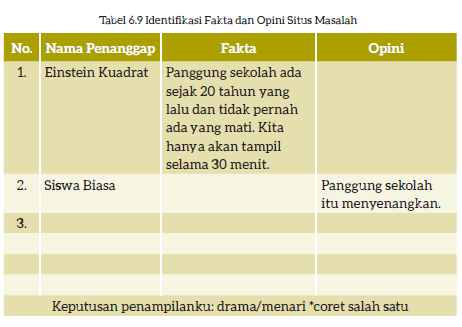 Tabel 6.9 Identifikasi Fakta dan Opini Situs Masalah
No. Nama Penanggap Fakta Opini
1. Einstein Kuadrat Panggung sekolah ada
sejak 20 tahun yang
lalu dan tidak pernah
ada yang mati. Kita
hanya akan tampil
selama 30 menit.
2. Siswa Biasa Panggung sekolah
itu menyenangkan.
3.
Keputusan penampilanku: drama/menari *coret salah satu